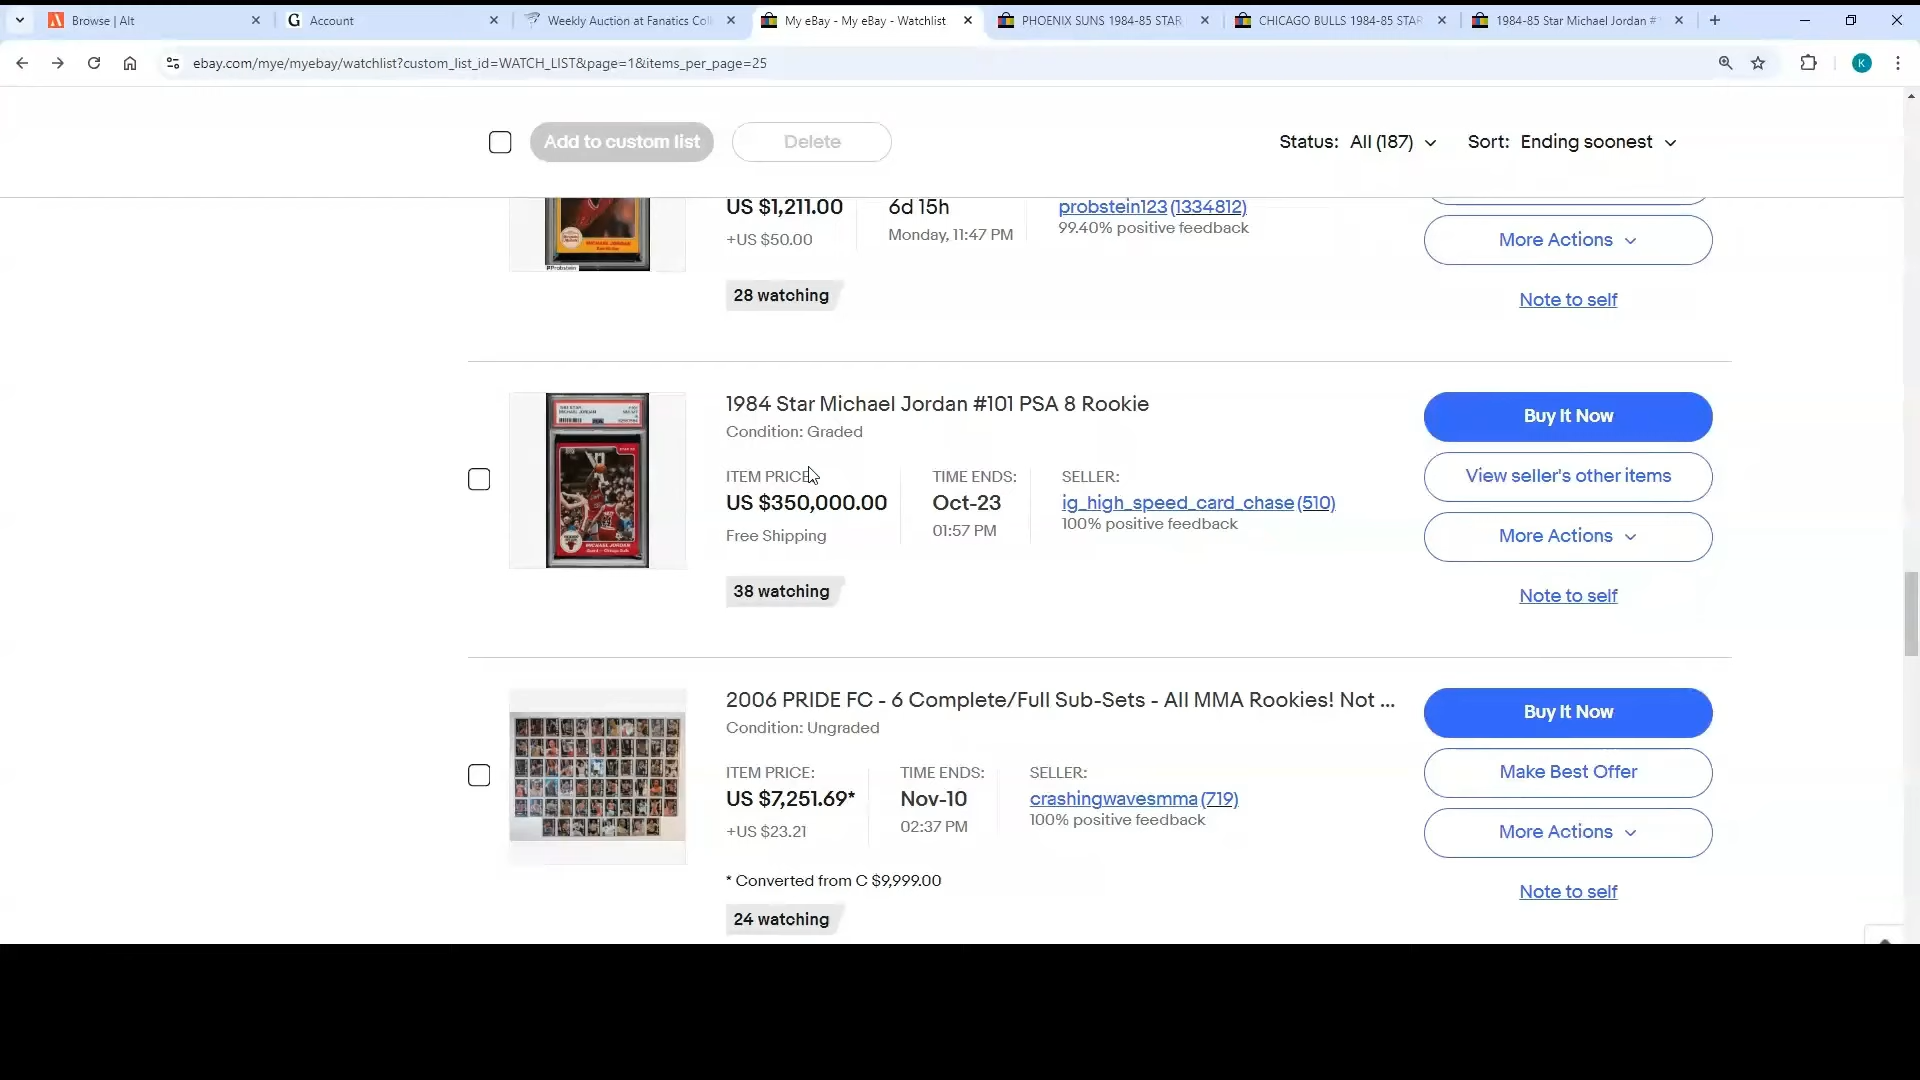 Browse | Alt
Account
Weekly Auction at Fanatics Coll
My eBay - My eBay - Watchlist
PHOENIX SUNS 1984-85 STAR
CHICAGO BULLS 1984-85 STAR
1984-85 Star Michael Jordan #
ebay.com/mye/myebay/watchlist?custom_list_id=WATCH_LIST&page=1&items_per_page=25
K
Add to custom list
Delete
Status: All (187)
Sort: Ending soonest
US $1,211.00
+US $50.00
6d 15h
Monday, 11:47 PM
probstein123 (1334812)
99.40% positive feedback
28 watching
More Actions
Note to self
1984 Star Michael Jordan #101 PSA 8 Rookie
Condition: Graded
ITEM PRICE
US $350,000.00
Free Shipping
TIME ENDS:
Oct-23
01:57 PM
SELLER:
ig_high_speed_card_chase (510)
100% positive feedback
38 watching
Buy It Now
View seller's other items
More Actions
Note to self
2006 PRIDE FC - 6 Complete/Full Sub-Sets - All MMA Rookies! Not ...
Condition: Ungraded
ITEM PRICE:
US $7,251.69*
+US $23.21
TIME ENDS:
Nov-10
02:37 PM
SELLER:
crashingwavesmma (719)
100% positive feedback
* Converted from C $9,999.00
24 watching
Buy It Now
Make Best Offer
More Actions
Note to self